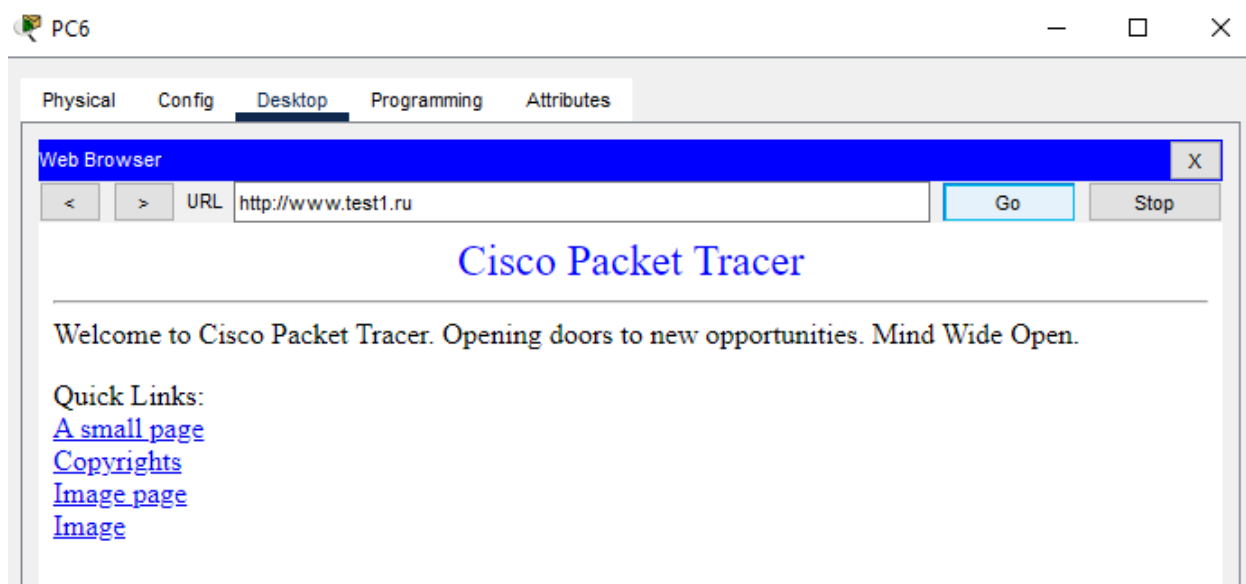 PC6
Physical Config Desktop Programming Attributes
Web Browser X
< > URL http://www.test1.ru Go Stop
Cisco Packet Tracer
Welcome to Cisco Packet Tracer. Opening doors to new opportunities. Mind Wide Open.
Quick Links:
A small page
Copyrights
Image page
Image